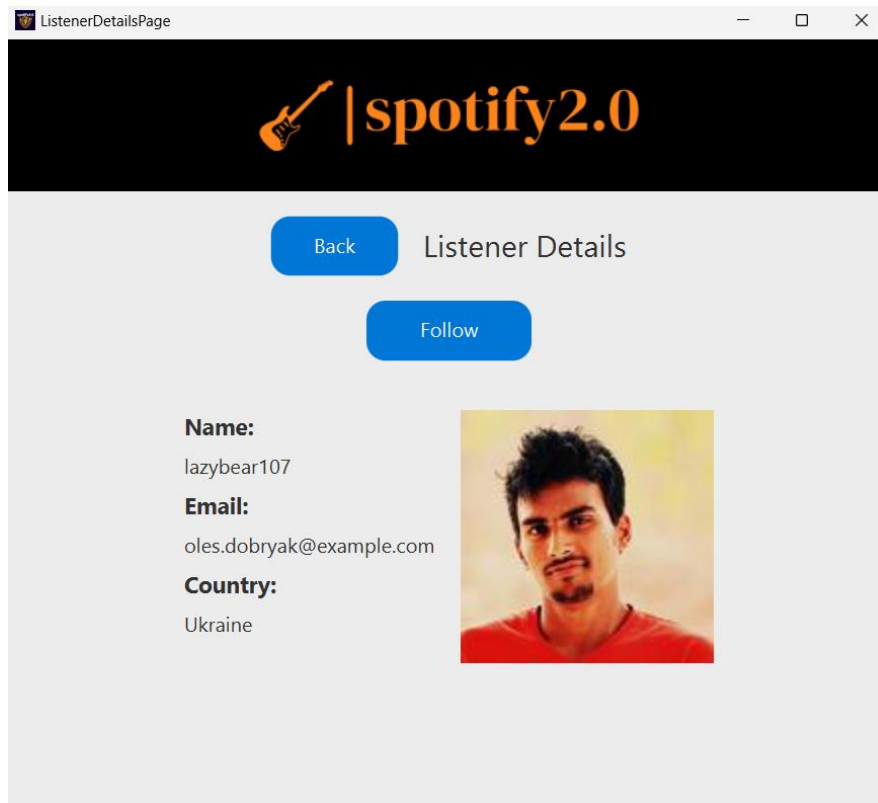 ListenerDetailsPage
|spotify2.0
Back
Listener Details
Follow
Name:
lazybear107
Email:
oles.dobryak@example.com
Country:
Ukraine